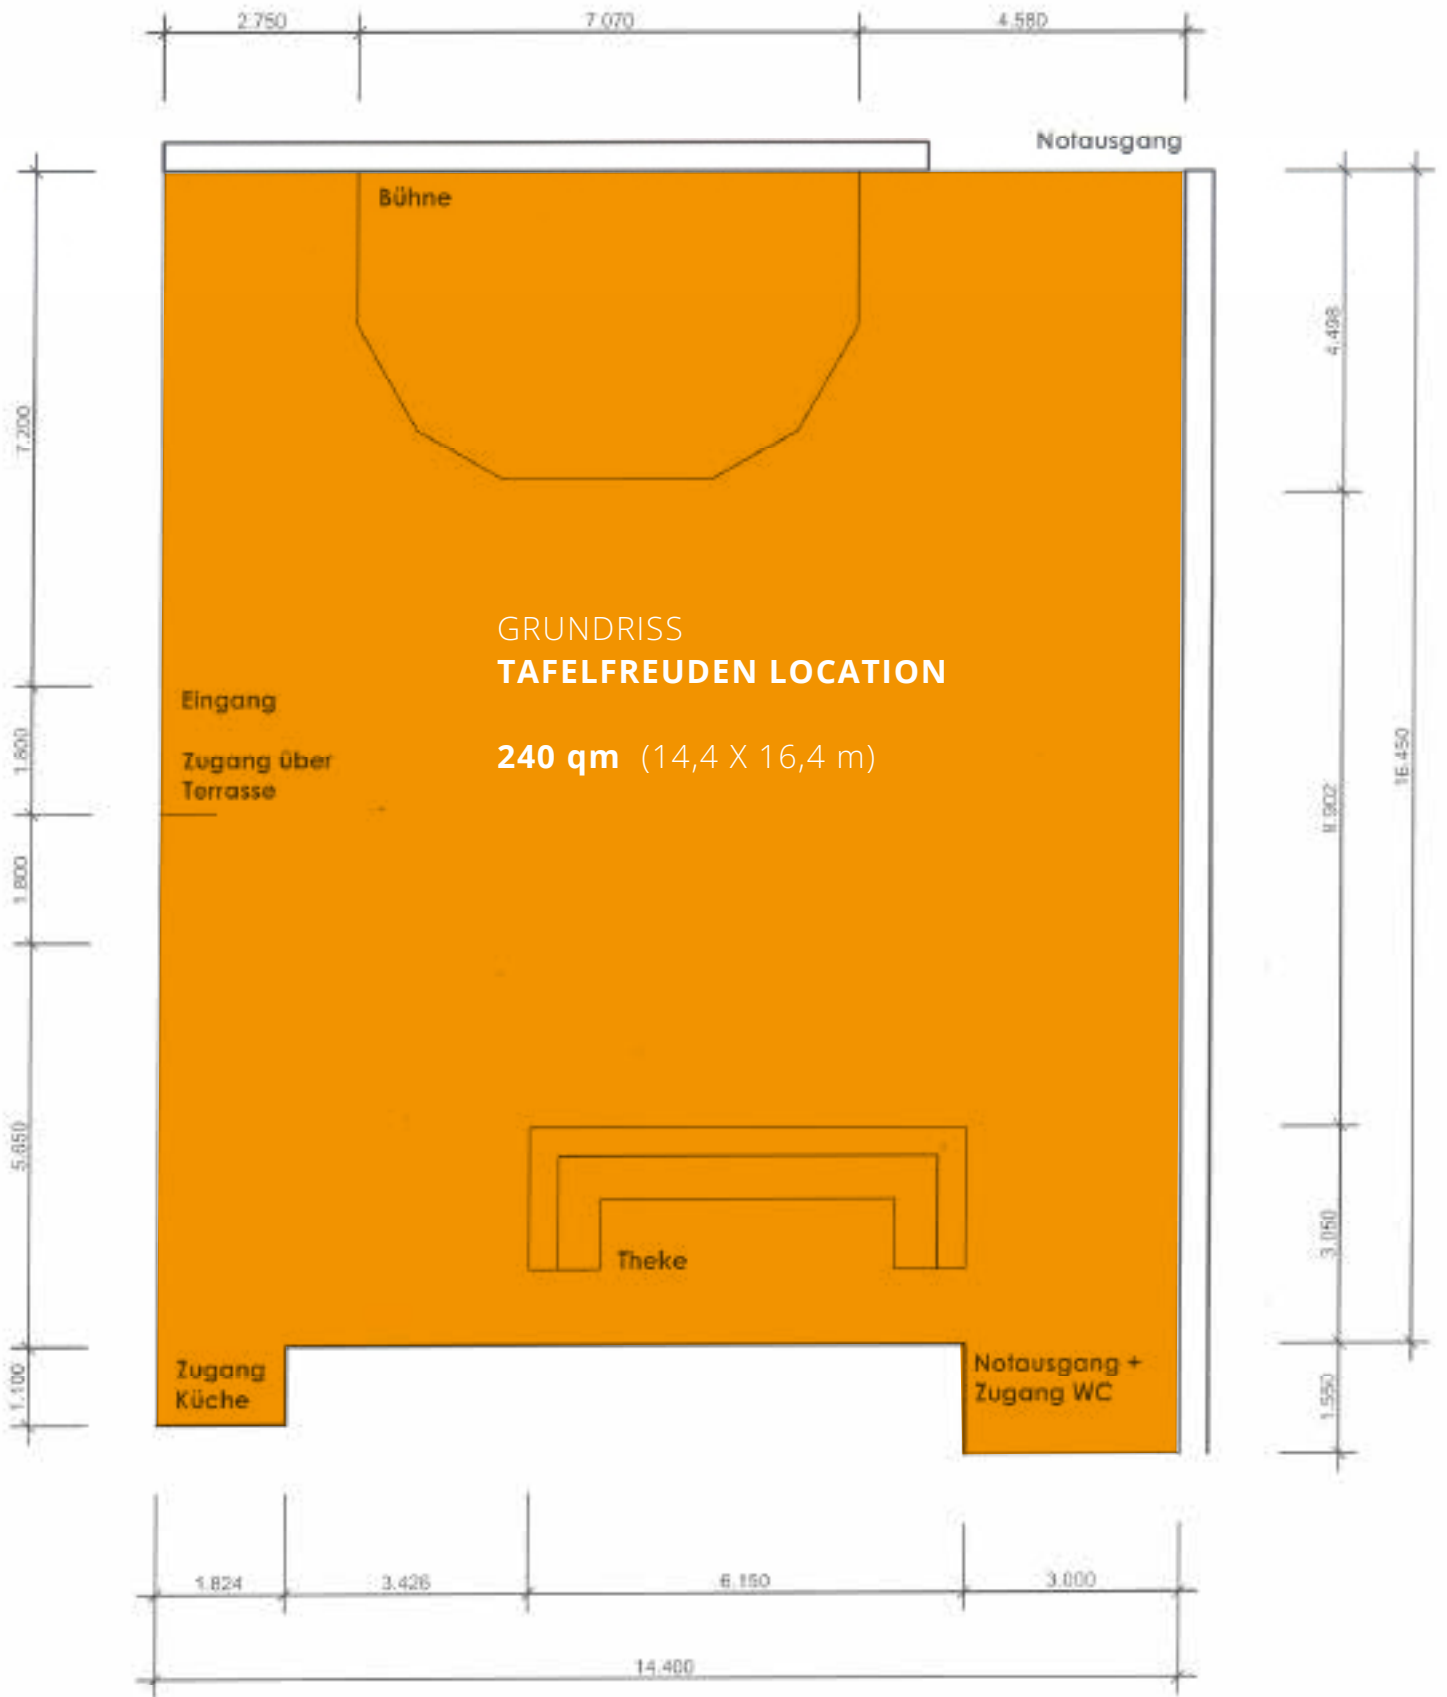 2.750
7.070
4.580
Notausgang
Bühne
4.498
7.200
GRUNDRISS
TAFELFREUDEN LOCATION
240 qm (14,4 X 16,4 m)
Eingang
Zugang über
Terrasse
1.800
16.450
8.902
1.800
5.650
3.050
Theke
Zugang
Küche
Notausgang +
Zugang WC
1.100
1.550
1.824
3.426
6.150
3.000
14.400